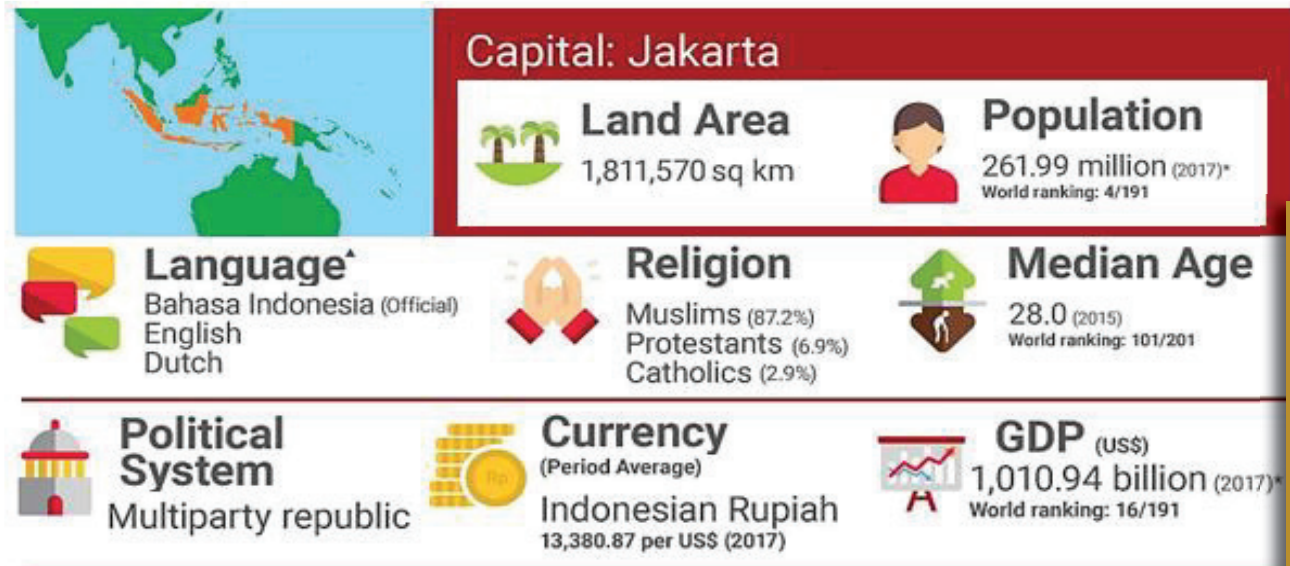 Capital: Jakarta
Land Area
1,811,570 sq km
Population
261.99 million (2017)*
World ranking: 4/191
Language▲
Bahasa Indonesia (Official)
English
Dutch
Religion
Muslims (87.2%)
Protestants (6.9%)
Catholics (2.9%)
Median Age
28.0 (2015)
World ranking: 101/201
Political
System
Multiparty republic
Currency
(Period Average)
Rp
Indonesian Rupiah
13,380.87 per US$ (2017)
GDP (US$)
1,010.94 billion (2017)*
World ranking: 16/191